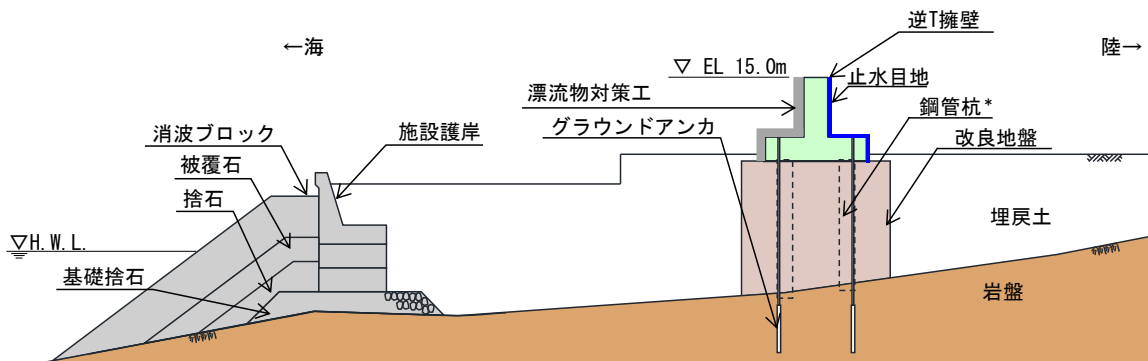 逆T擁壁
←海
陸→
▽ EL 15.0m
止水目地
漂流物対策工
鋼管杭*
消波ブロック
施設護岸
グラウンドアンカ
改良地盤
被覆石
捨石
埋戻土
▽H.W.L.
基礎捨石
岩盤